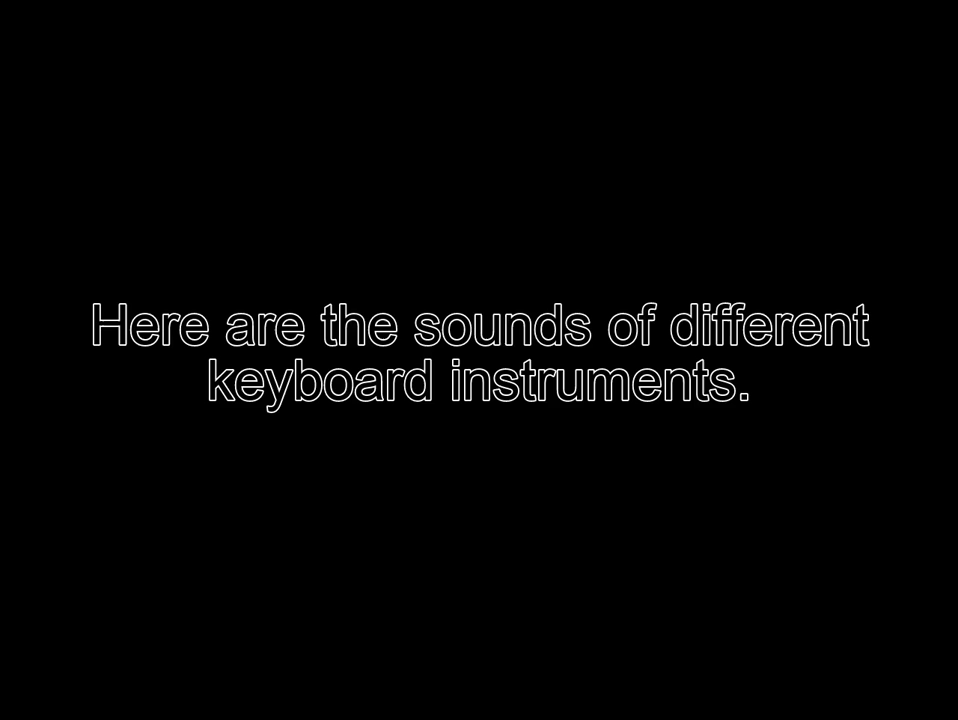 Here are the sounds of different
keyboard instruments.